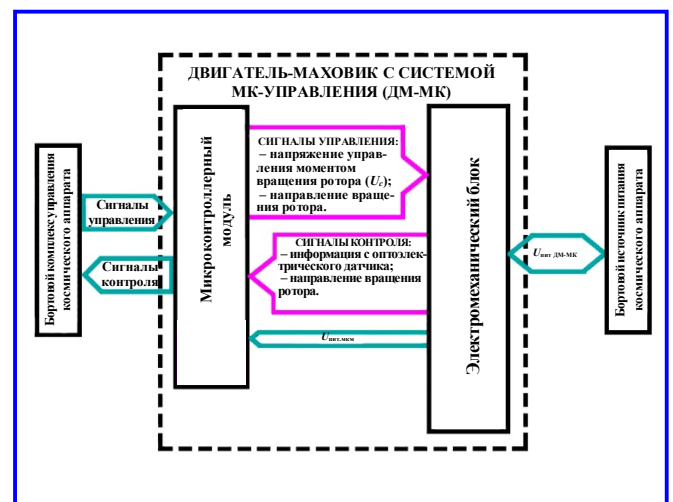 ДВИГАТЕЛЬ-МАХОВИК С СИСТЕМОЙ
МК-УПРАВЛЕНИЯ (ДМ-МК)
Бортовой комплекс управления
космического аппарата
Сигналы
управления
Сигналы
контроля
Микроконтроллерный
модуль
СИГНАЛЫ УПРАВЛЕНИЯ:
– напряжение управ-
ления моментом
вращения ротора (Uс);
– направление враще-
ния ротора.
СИГНАЛЫ КОНТРОЛЯ:
– информация с оптоэлек-
трического датчика;
– направление вращения
ротора.
Uпит.мкм
Электромеханический блок
Uпит ДМ-МК
Бортовой источник питания
космического аппарата